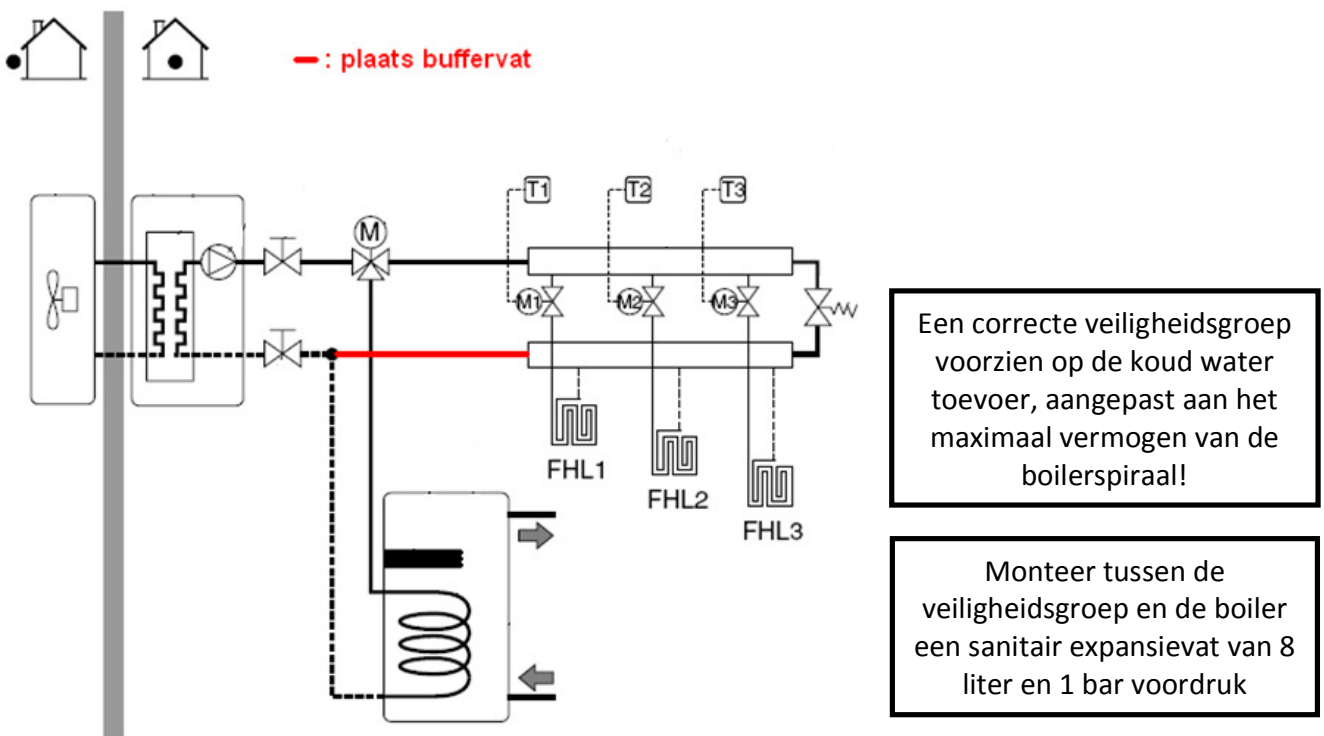 — : plaats buffervat
T1
T2
T3
M
M1
M2
M3
FHL1
FHL2
FHL3
Een correcte veiligheidsgroep
voorzien op de koud water
toevoer, aangepast aan het
maximaal vermogen van de
boilerspiraal!
Monteer tussen de
veiligheidsgroep en de boiler
een sanitair expansievat van 8
liter en 1 bar voordruk